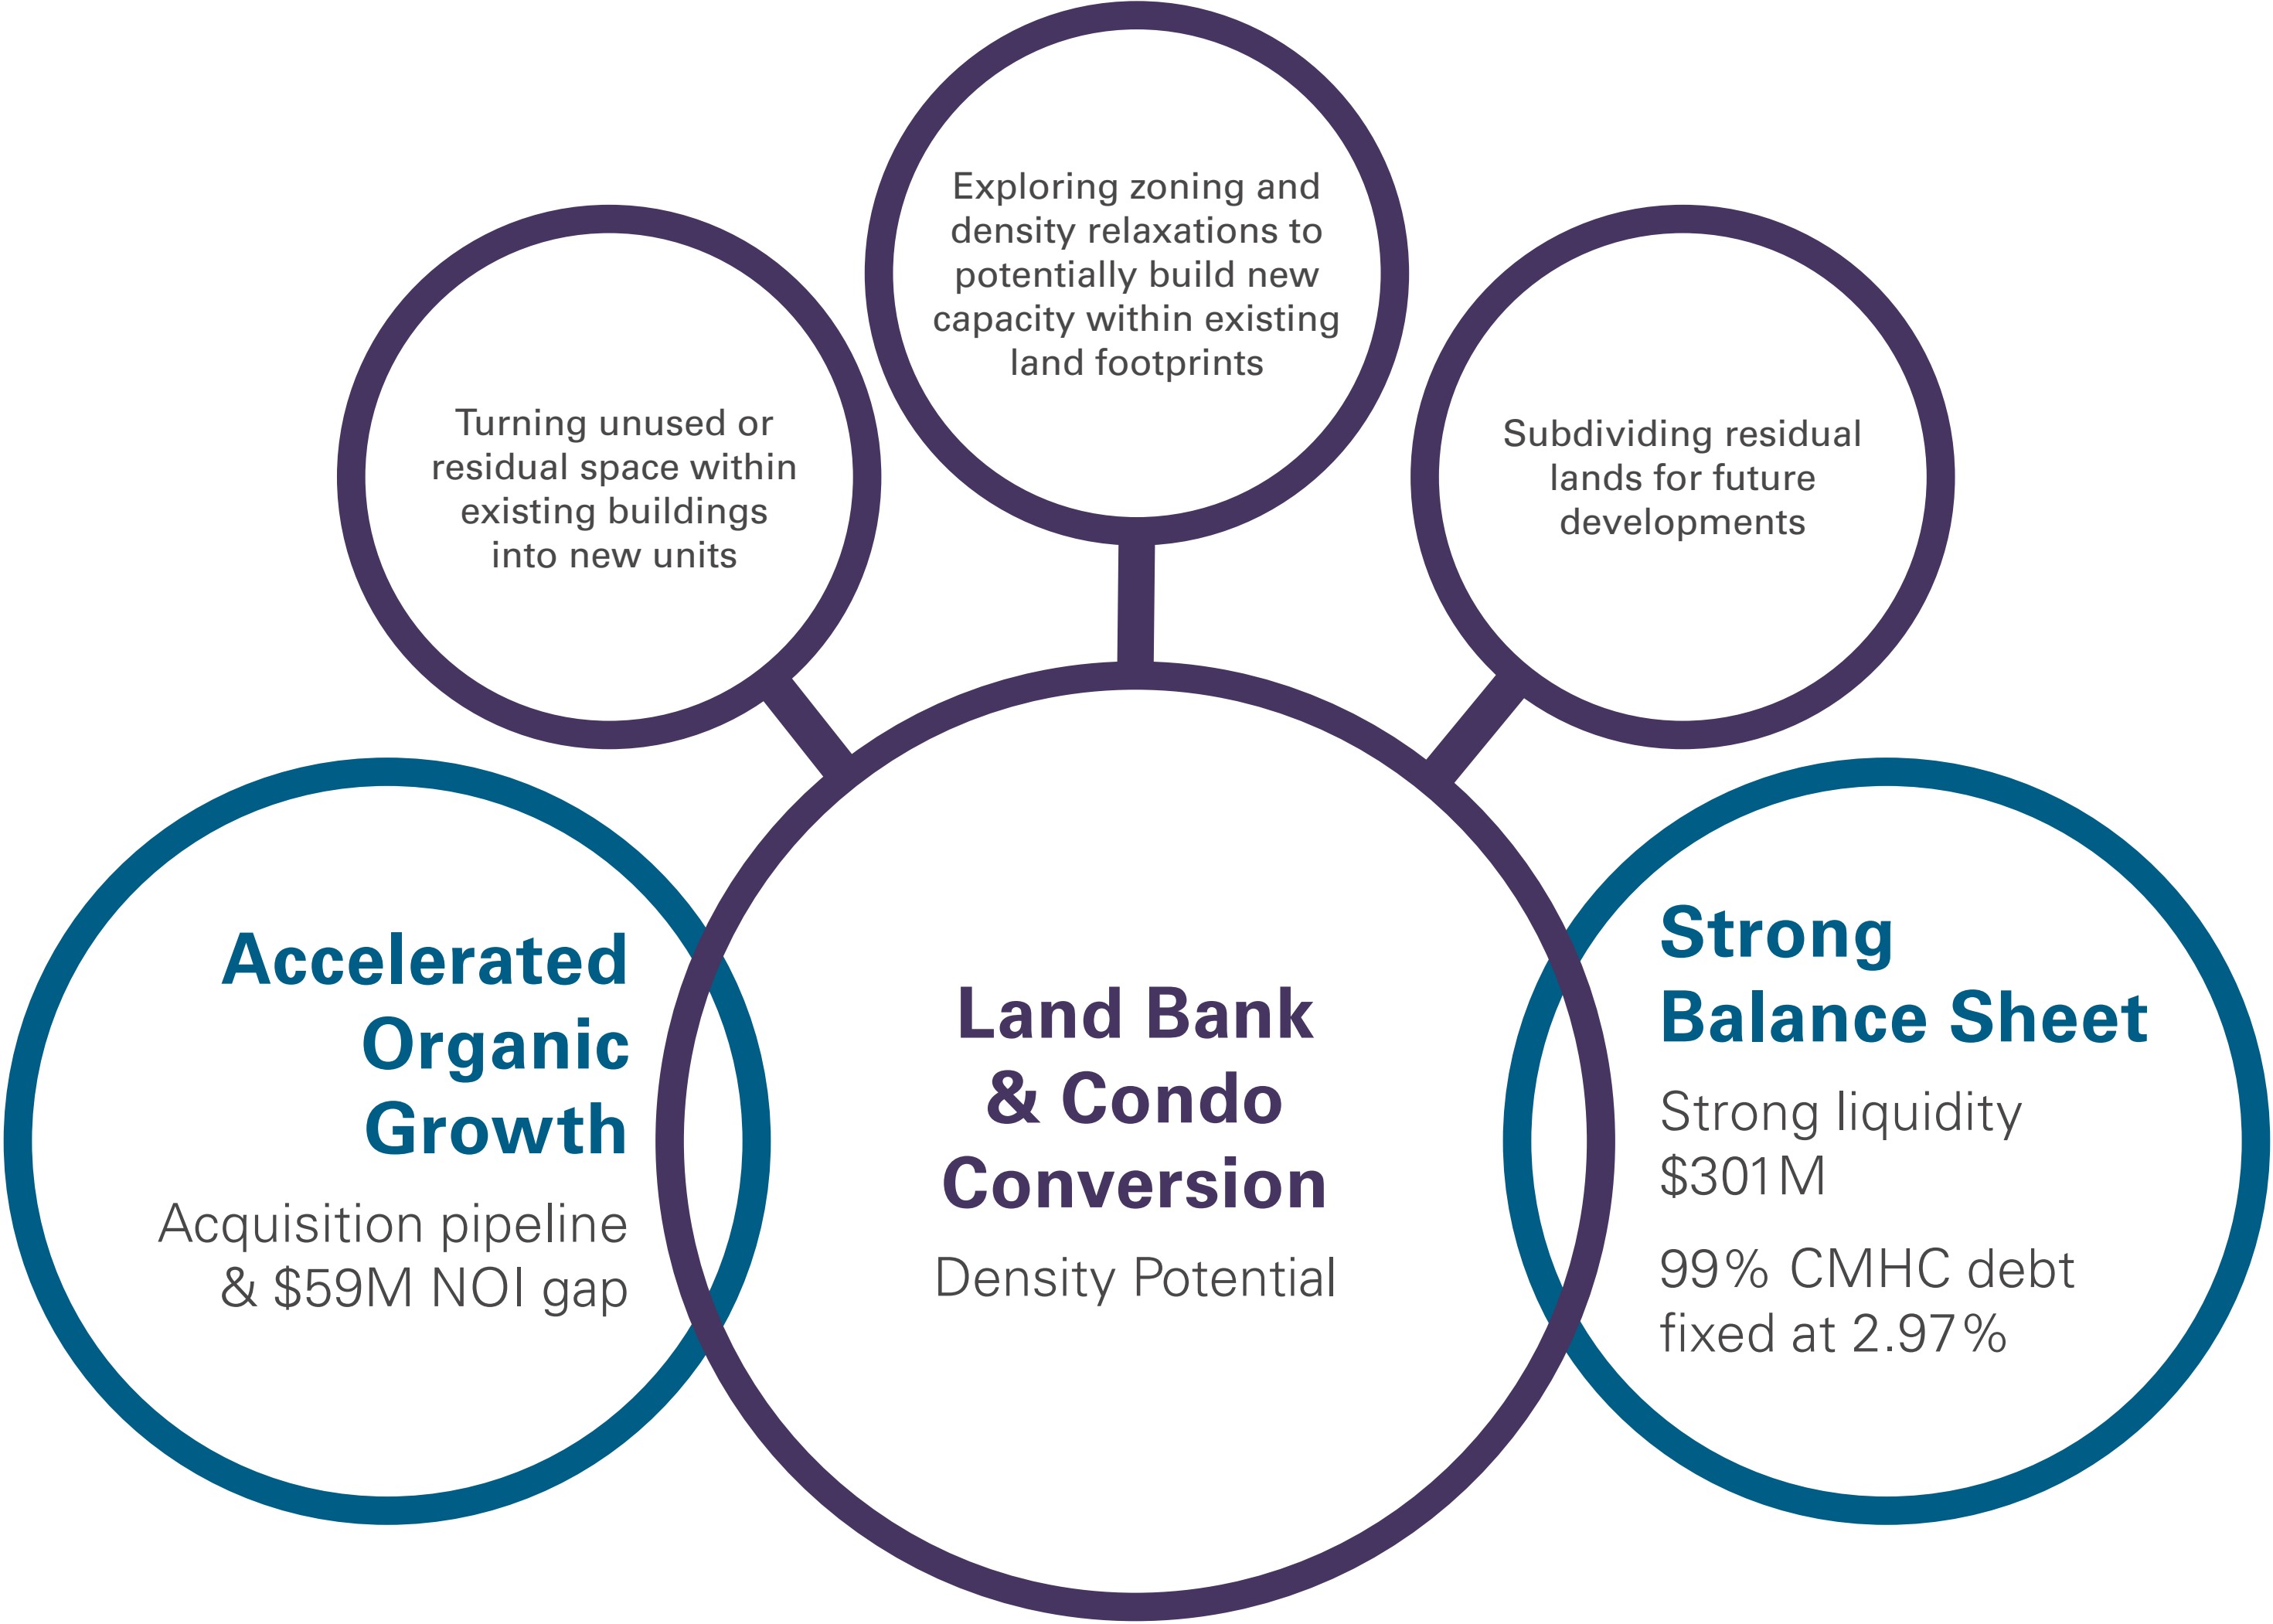 Exploring zoning and
density relaxations to
potentially build new
capacity within existing
land footprints
Turning unused or
residual space within
existing buildings
into new units
Subdividing residual
lands for future
developments
Accelerated
Organic
Growth
Acquisition pipeline
& $59M NOI gap
Land Bank
& Condo
Conversion
Density Potential
Strong
Balance Sheet
Strong liquidity
$301M
99% CMHC debt
fixed at 2.97%